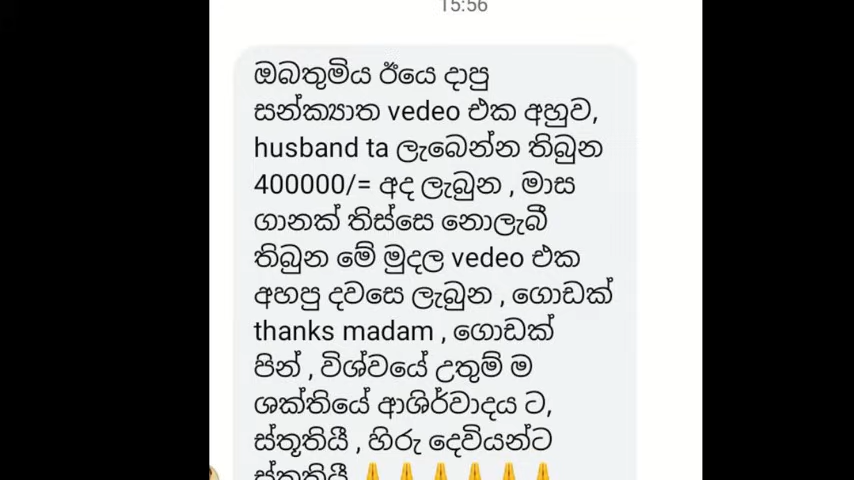 15:56
ඔබතුමිය ඊයෙ දාපු
සන්ක්‍යාත vedeo එක අහුව,
husband ta ලැබෙන්න තිබුන
400000/= අද ලැබුන , මාස
ගානක් තිස්සෙ නොලැබී
තිබුන මේ මුදල vedeo එක
අහපු දවසෙ ලැබුන , ගොඩක්
thanks madam , ගොඩක්
පින් , විශ්වයේ උතුම් ම
ශක්තියේ ආශිර්වාදය ට,
ස්තූතියී , හිරු දෙවියන්ට
ස්තූතියී 🙏🙏🙏🙏🙏🙏